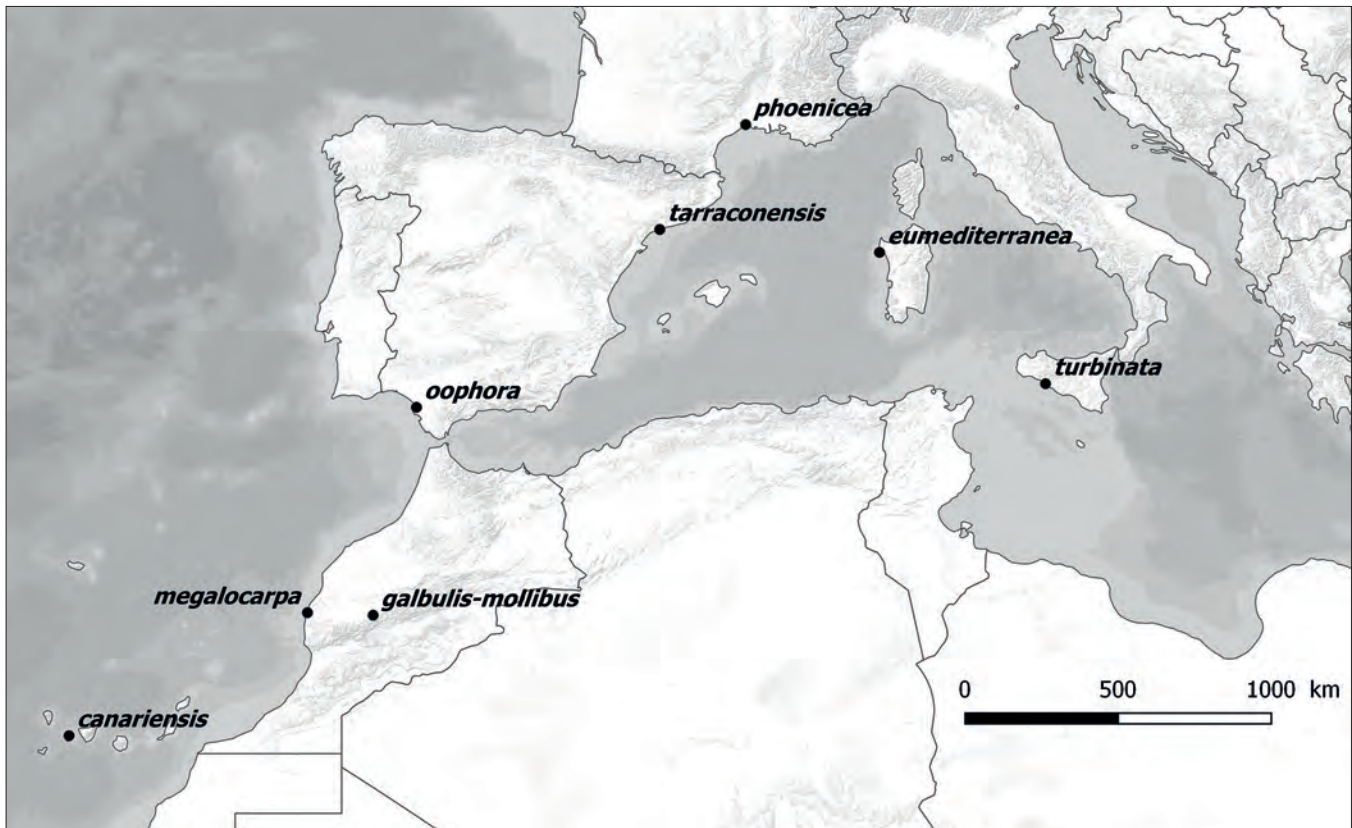 phoenicea
tarraconensis
eumediterranea
turbinata
oophora
megalocarpa
galbulis-mollibus
canariensis
0 500 1000 km